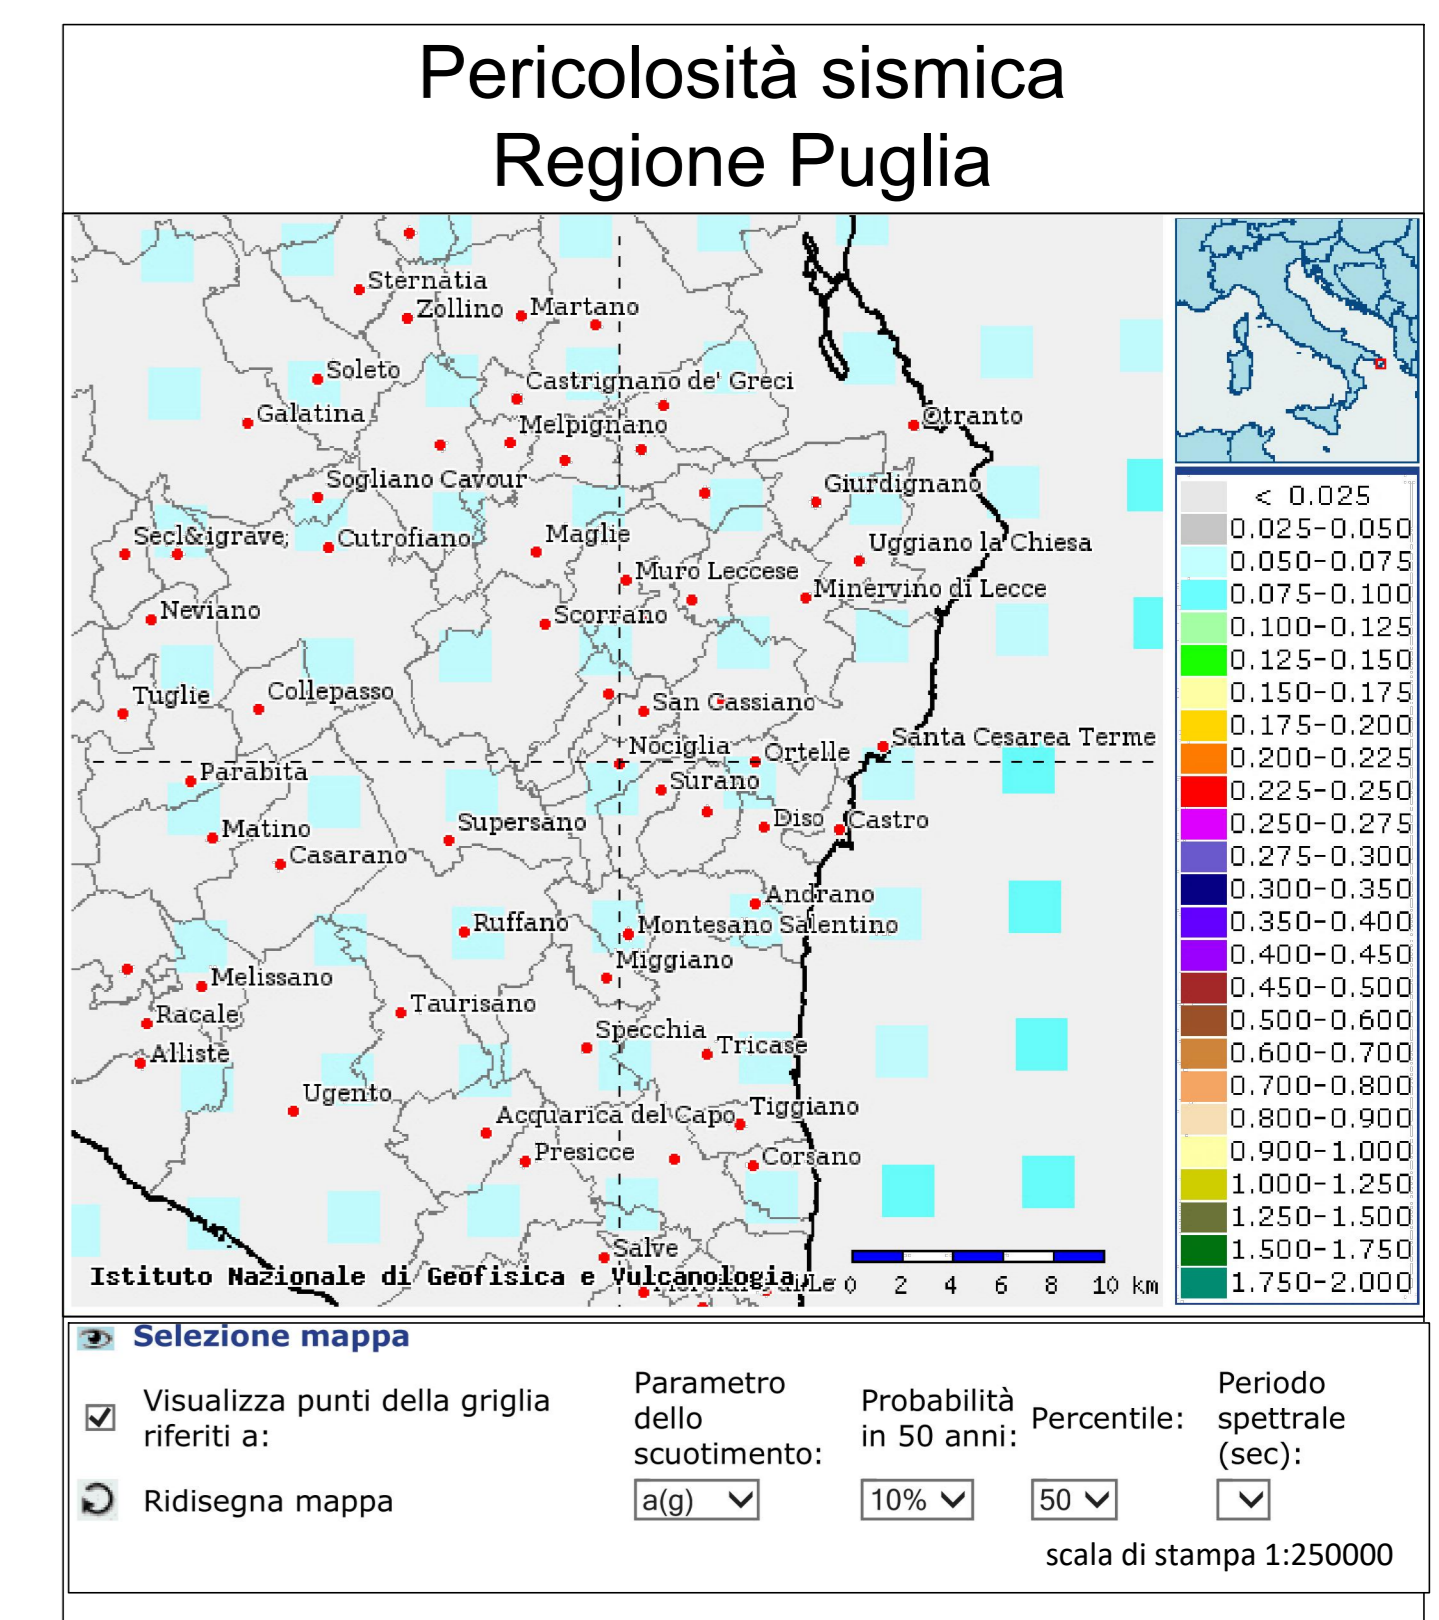 Pericolosità sismica
Regione Puglia
Sternatia
Zollino
Martano
Soleto
Castrignano de' Greci
Galatina
Melpignano
Otranto
Sogliano Cavour
Giurdignano
Secl&igrave;
Cutrofiano
Maglie
Uggiano la Chiesa
Muro Leccese
Minervino di Lecce
Neviano
Scorrano
Tuglie
Collepasso
San Cassiano
Nociglia
Ortelle
Santa Cesarea Terme
Parabita
Surano
Matino
Supersano
Diso
Castro
Casarano
Andrano
Ruffano
Montesano Salentino
Miggiano
Melissano
Taurisano
Racale
Specchia
Tricase
Alliste
Ugento
Acquarica del Capo
Tiggiano
Presicce
Corsano
Salve
Istituto Nazionale di Geofisica e Vulcanologia
0 2 4 6 8 10 km
< 0.025
0.025-0.050
0.050-0.075
0.075-0.100
0.100-0.125
0.125-0.150
0.150-0.175
0.175-0.200
0.200-0.225
0.225-0.250
0.250-0.275
0.275-0.300
0.300-0.350
0.350-0.400
0.400-0.450
0.450-0.500
0.500-0.600
0.600-0.700
0.700-0.800
0.800-0.900
0.900-1.000
1.000-1.250
1.250-1.500
1.500-1.750
1.750-2.000
Selezione mappa
Visualizza punti della griglia
riferiti a:
Parametro
dello
scuotimento:
Probabilità
in 50 anni:
Percentile:
Periodo
spettrale
(sec):
Ridisegna mappa
a(g)
10%
50
scala di stampa 1:250000